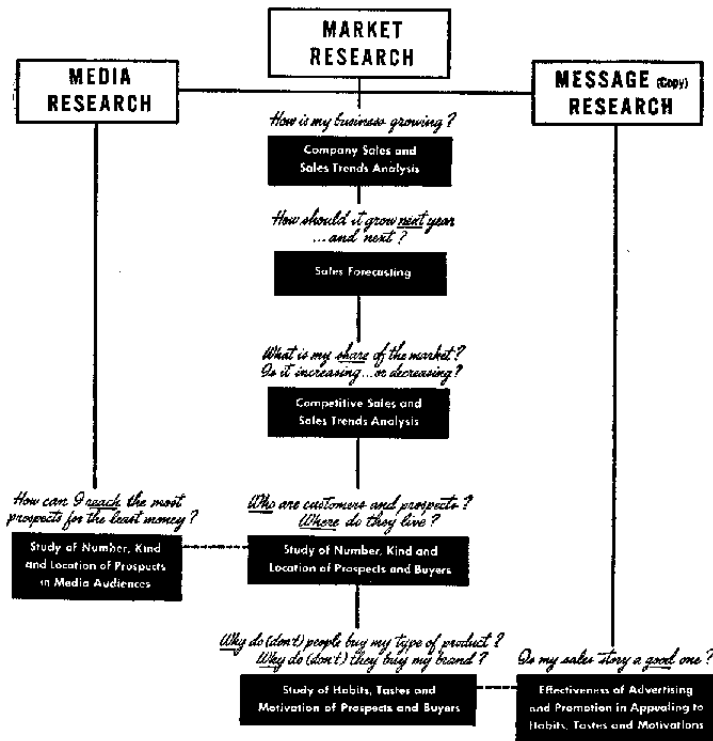 MARKET
RESEARCH
MEDIA
RESEARCH
MESSAGE (Copy)
RESEARCH
How is my business growing?
Company Sales and
Sales Trends Analysis
How should it grow next year
...and next?
Sales Forecasting
What is my share of the market?
Is it increasing...or decreasing?
Competitive Sales and
Sales Trends Analysis
How can I reach the most
prospects for the least money?
Study of Number, Kind
and Location of Prospects
in Media Audiences
Who are customers and prospects?
Where do they live?
Study of Number, Kind and
Location of Prospects and Buyers
Why do (don't) people buy my type of product?
Why do (don't) they buy my brand?
Study of Habits, Tastes and
Motivation of Prospects and Buyers
Is my sales story a good one?
Effectiveness of Advertising
and Promotion in Appealing to
Habits, Tastes and Motivations